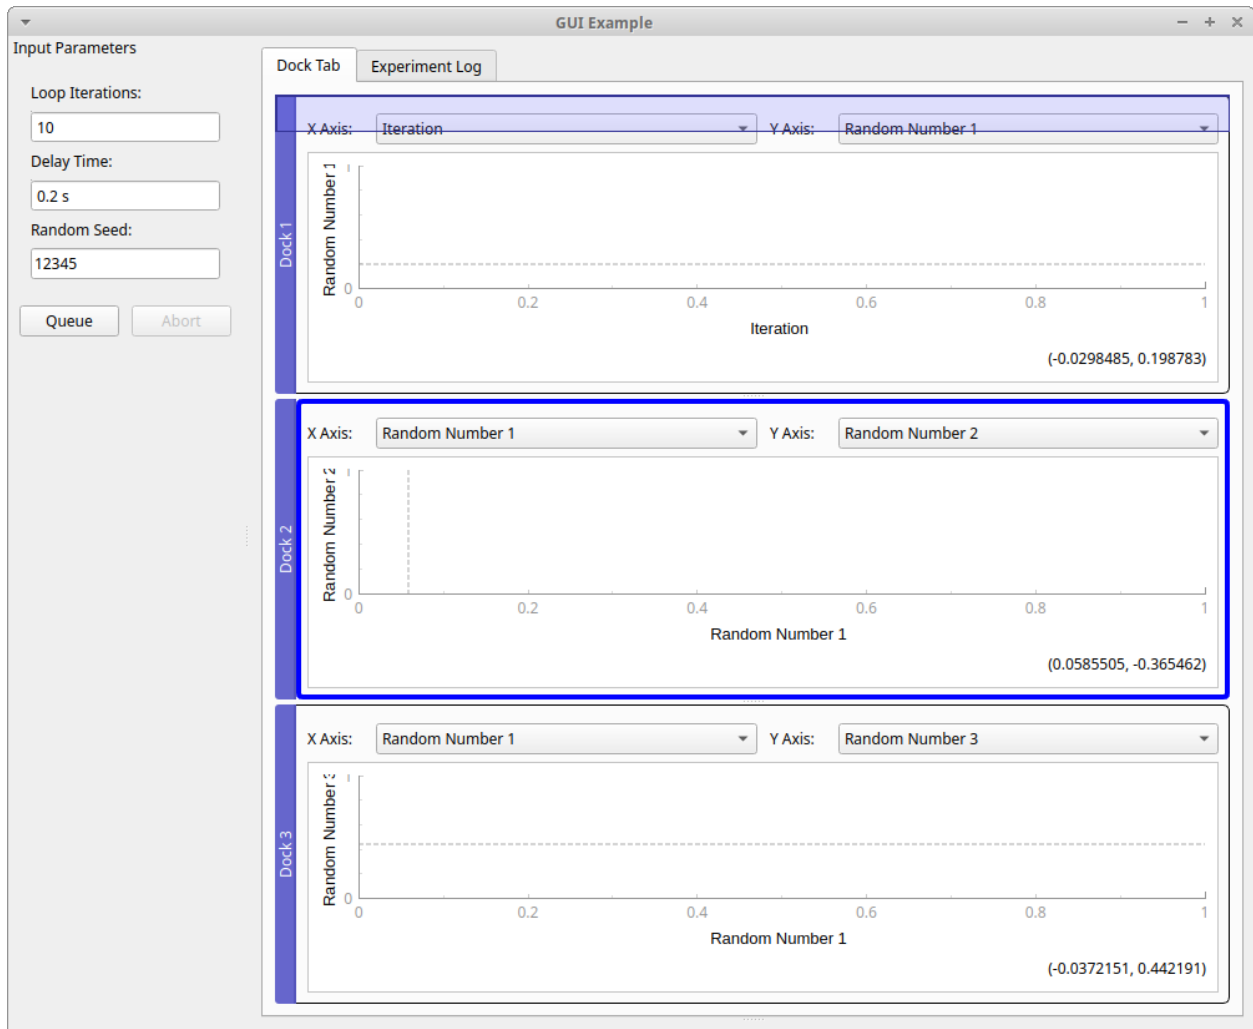 GUI Example
Input Parameters
Loop Iterations:
10
Delay Time:
0.2 s
Random Seed:
12345
Queue Abort
Dock Tab Experiment Log
Dock 1
X Axis: Iteration Y Axis: Random Number 1
Random Number 1
1
0
0 0.2 0.4 0.6 0.8 1
Iteration
(-0.0298485, 0.198783)
Dock 2
X Axis: Random Number 1 Y Axis: Random Number 2
Random Number 2
1
0
0 0.2 0.4 0.6 0.8 1
Random Number 1
(0.0585505, -0.365462)
Dock 3
X Axis: Random Number 1 Y Axis: Random Number 3
Random Number 3
1
0
0 0.2 0.4 0.6 0.8 1
Random Number 1
(-0.0372151, 0.442191)